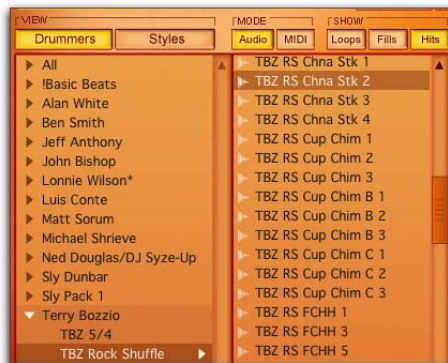 VIEW
Drummers Styles
All
!Basic Beats
Alan White
Ben Smith
Jeff Anthony
John Bishop
Lonnie Wilson*
Luis Conte
Matt Sorum
Michael Shrieve
Ned Douglas/DJ Syze-Up
Sly Dunbar
Sly Pack 1
Terry Bozzio
TBZ 5/4
TBZ Rock Shuffle
MODE SHOW
Audio MIDI Loops Fills Hits
TBZ RS Chna Stk 1
TBZ RS Chna Stk 2
TBZ RS Chna Stk 3
TBZ RS Chna Stk 4
TBZ RS Cup Chim 1
TBZ RS Cup Chim 2
TBZ RS Cup Chim 3
TBZ RS Cup Chim B 1
TBZ RS Cup Chim B 2
TBZ RS Cup Chim B 3
TBZ RS Cup Chim C 1
TBZ RS Cup Chim C 2
TBZ RS Cup Chim C 3
TBZ RS FCHH 1
TBZ RS FCHH 3
TBZ RS FCHH 5